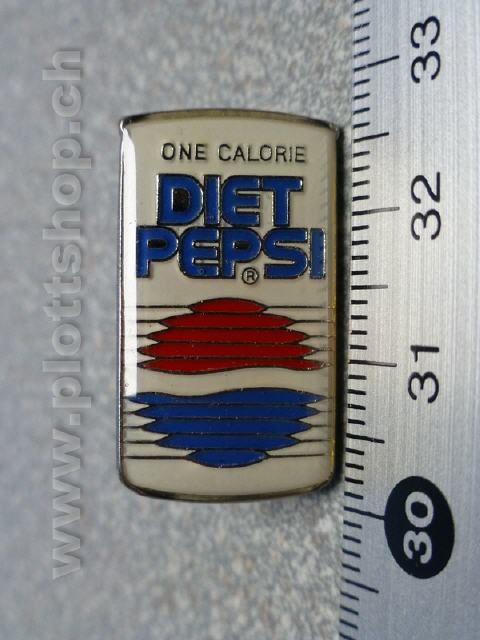 ONE CALORIE
DIET
PEPSI®
33
32
31
30
www.plottshop.ch